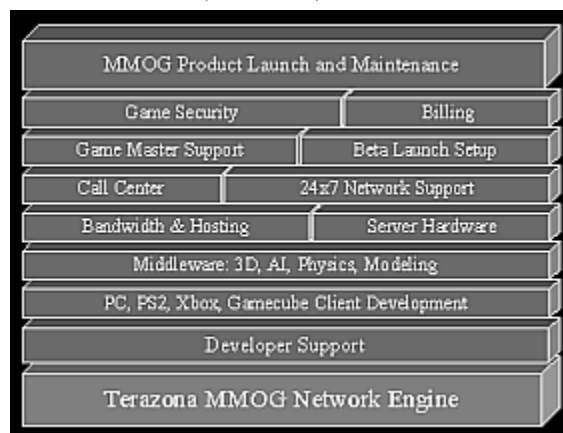 MMOG Product Launch and Maintenance
Game Security Billing
Game Master Support Beta Launch Setup
Call Center 24x7 Network Support
Bandwidth & Hosting Server Hardware
Middleware: 3D, AI, Physics, Modeling
PC, PS2, Xbox, Gamecube Client Development
Developer Support
Terazona MMOG Network Engine